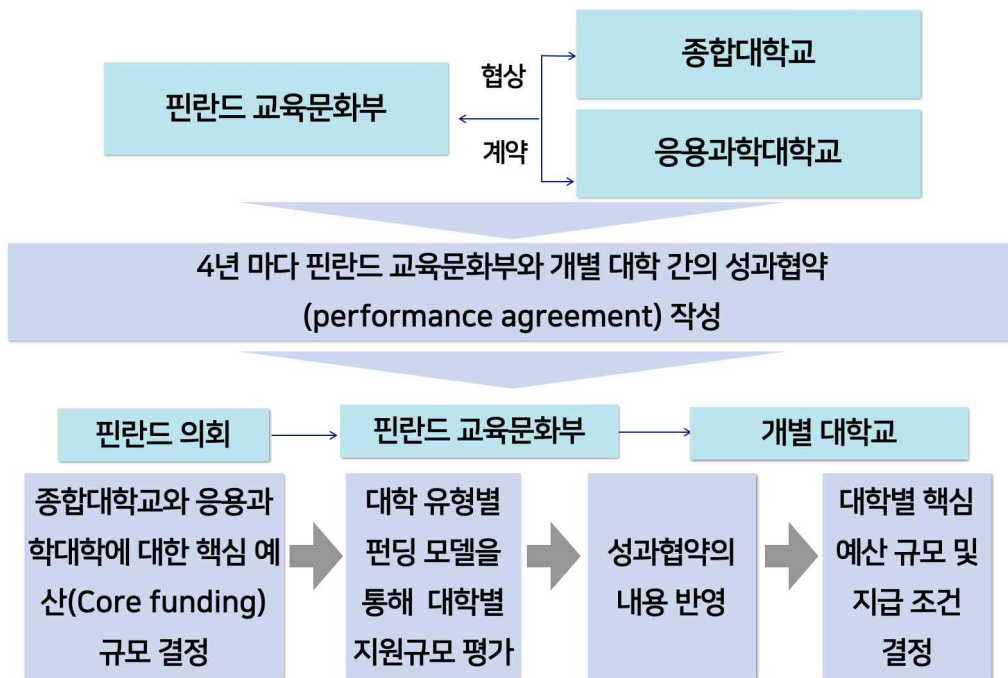 핀란드 교육문화부
협상
계약
종합대학교
응용과학대학교
4년 마다 핀란드 교육문화부와 개별 대학 간의 성과협약
(performance agreement) 작성
핀란드 의회
핀란드 교육문화부
개별 대학교
종합대학교와 응용과
학대학에 대한 핵심 예
산(Core funding)
규모 결정
대학 유형별
펀딩 모델을
통해 대학별
지원규모 평가
성과협약의
내용 반영
대학별 핵심
예산 규모 및
지급 조건
결정